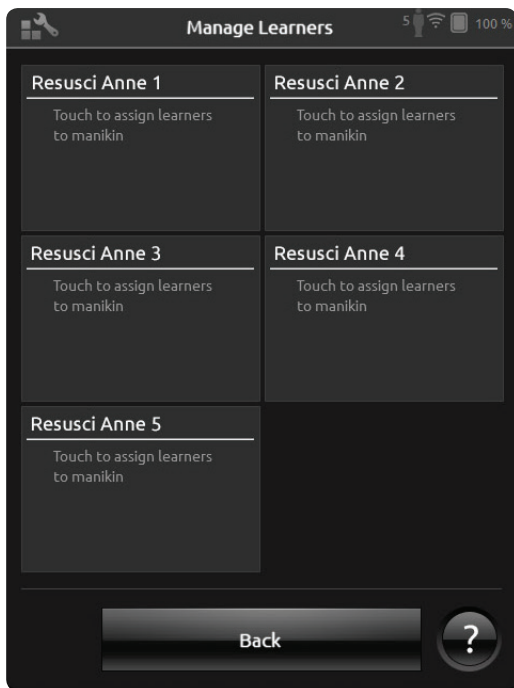 Manage Learners
5
100 %
Resusci Anne 1
Touch to assign learners
to manikin
Resusci Anne 2
Touch to assign learners
to manikin
Resusci Anne 3
Touch to assign learners
to manikin
Resusci Anne 4
Touch to assign learners
to manikin
Resusci Anne 5
Touch to assign learners
to manikin
Back
?